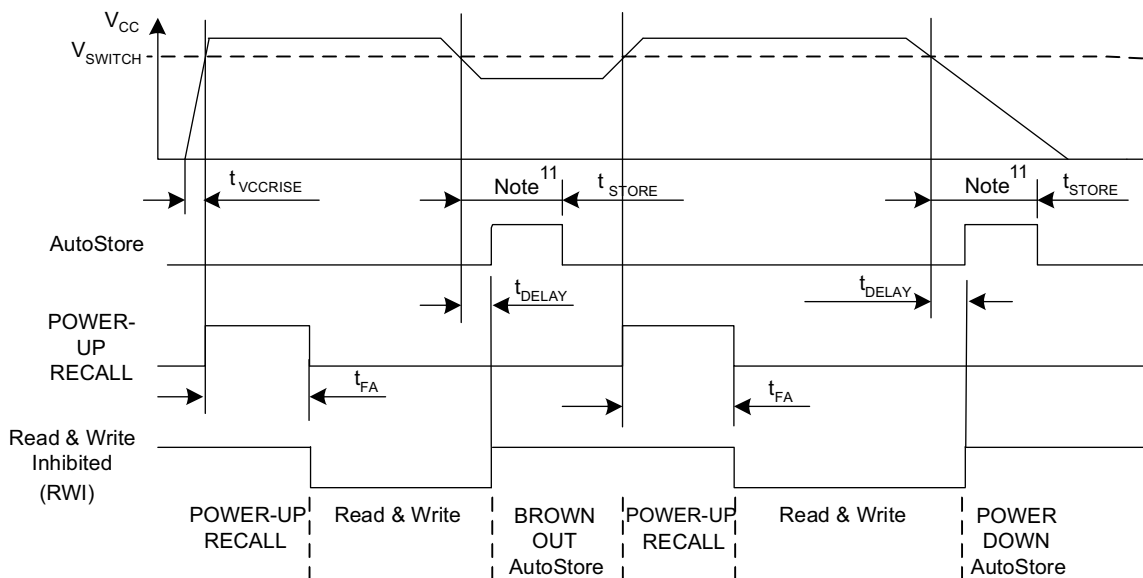 VCC
VSWITCH
tVCCRISE
Note11
tSTORE
Note11
tSTORE
AutoStore
tDELAY
tDELAY
POWER-
UP
RECALL
tFA
tFA
Read & Write
Inhibited
(RWI)
POWER-UP
RECALL
Read & Write
BROWN
OUT
AutoStore
POWER-UP
RECALL
Read & Write
POWER
DOWN
AutoStore